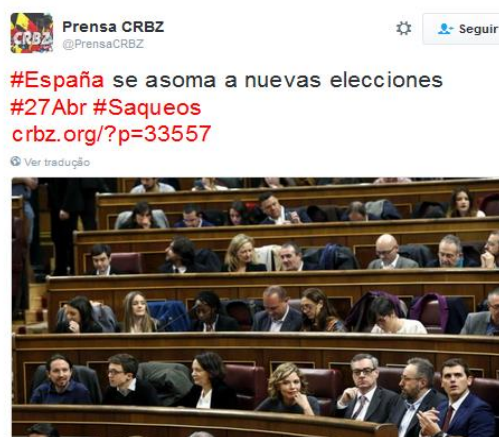 CRBZ
Prensa CRBZ
@PrensaCRBZ
Seguir
#España se asoma a nuevas elecciones
#27Abr #Saqueos
crbz.org/?p=33557
Ver tradução